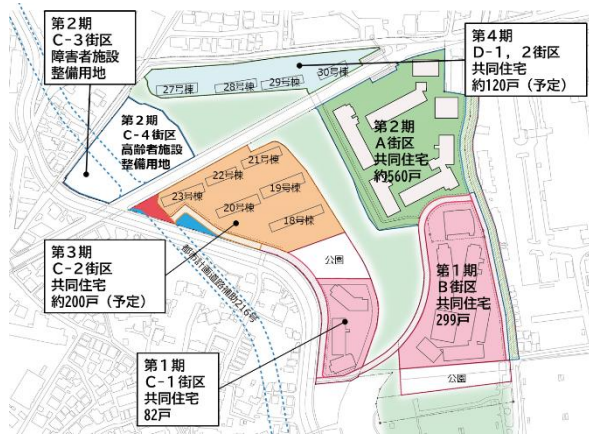 第2期
C-3街区
障害者施設
整備用地
第4期
D-1，2街区
共同住宅
約120戸（予定）
27号棟
28号棟
29号棟
30号棟
第2期
C-4街区
高齢者施設
整備用地
第2期
A街区
共同住宅
約560戸
21号棟
22号棟
23号棟
19号棟
20号棟
18号棟
第3期
C-2街区
共同住宅
約200戸（予定）
都市計画道路補助216号
公園
第1期
B街区
共同住宅
299戸
第1期
C-1街区
共同住宅
82戸
公園